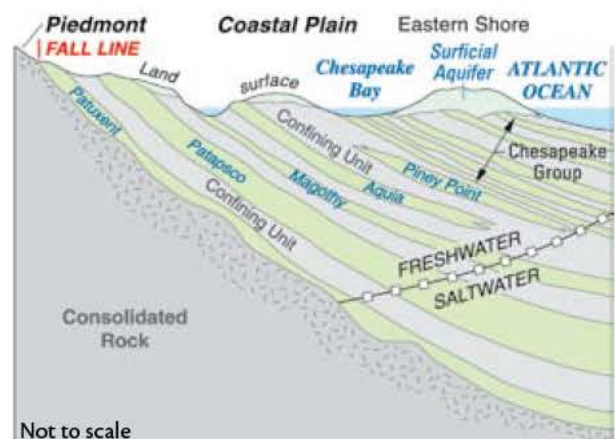 Piedmont
FALL LINE
Coastal Plain
Eastern Shore
Land surface
Chesapeake
Bay
Surficial
Aquifer
ATLANTIC
OCEAN
Patuxent
Patapsco
Confining Unit
Magothy
Confining Unit
Aquia
Piney Point
Chesapeake
Group
FRESHWATER
SALTWATER
Consolidated
Rock
Not to scale